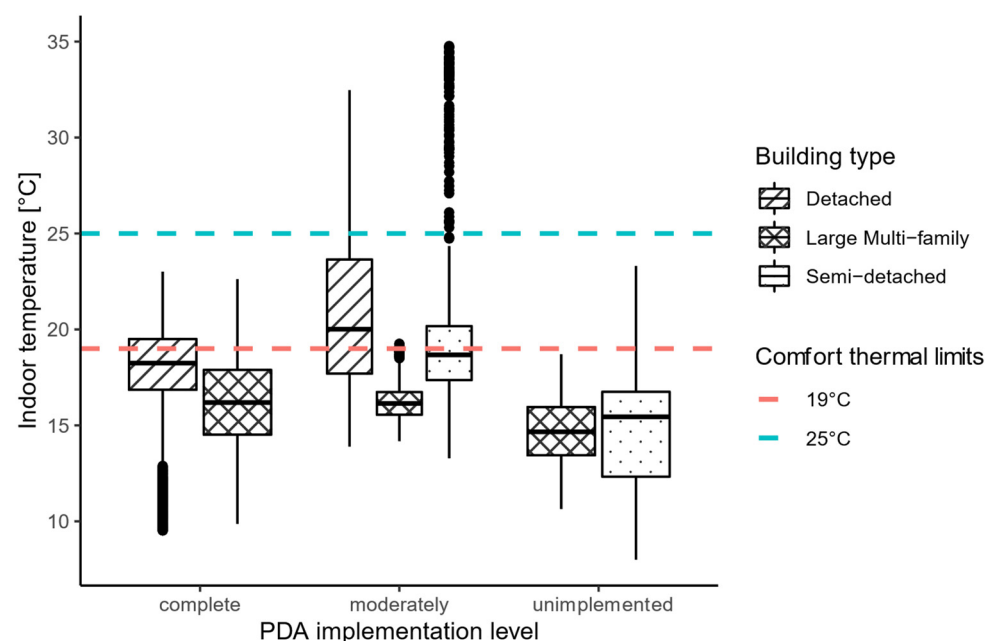 35
30
25
20
15
10
Indoor temperature [°C]
complete
moderately
unimplemented
PDA implementation level
Building type
Detached
Large Multi−family
Semi−detached
Comfort thermal limits
19°C
25°C